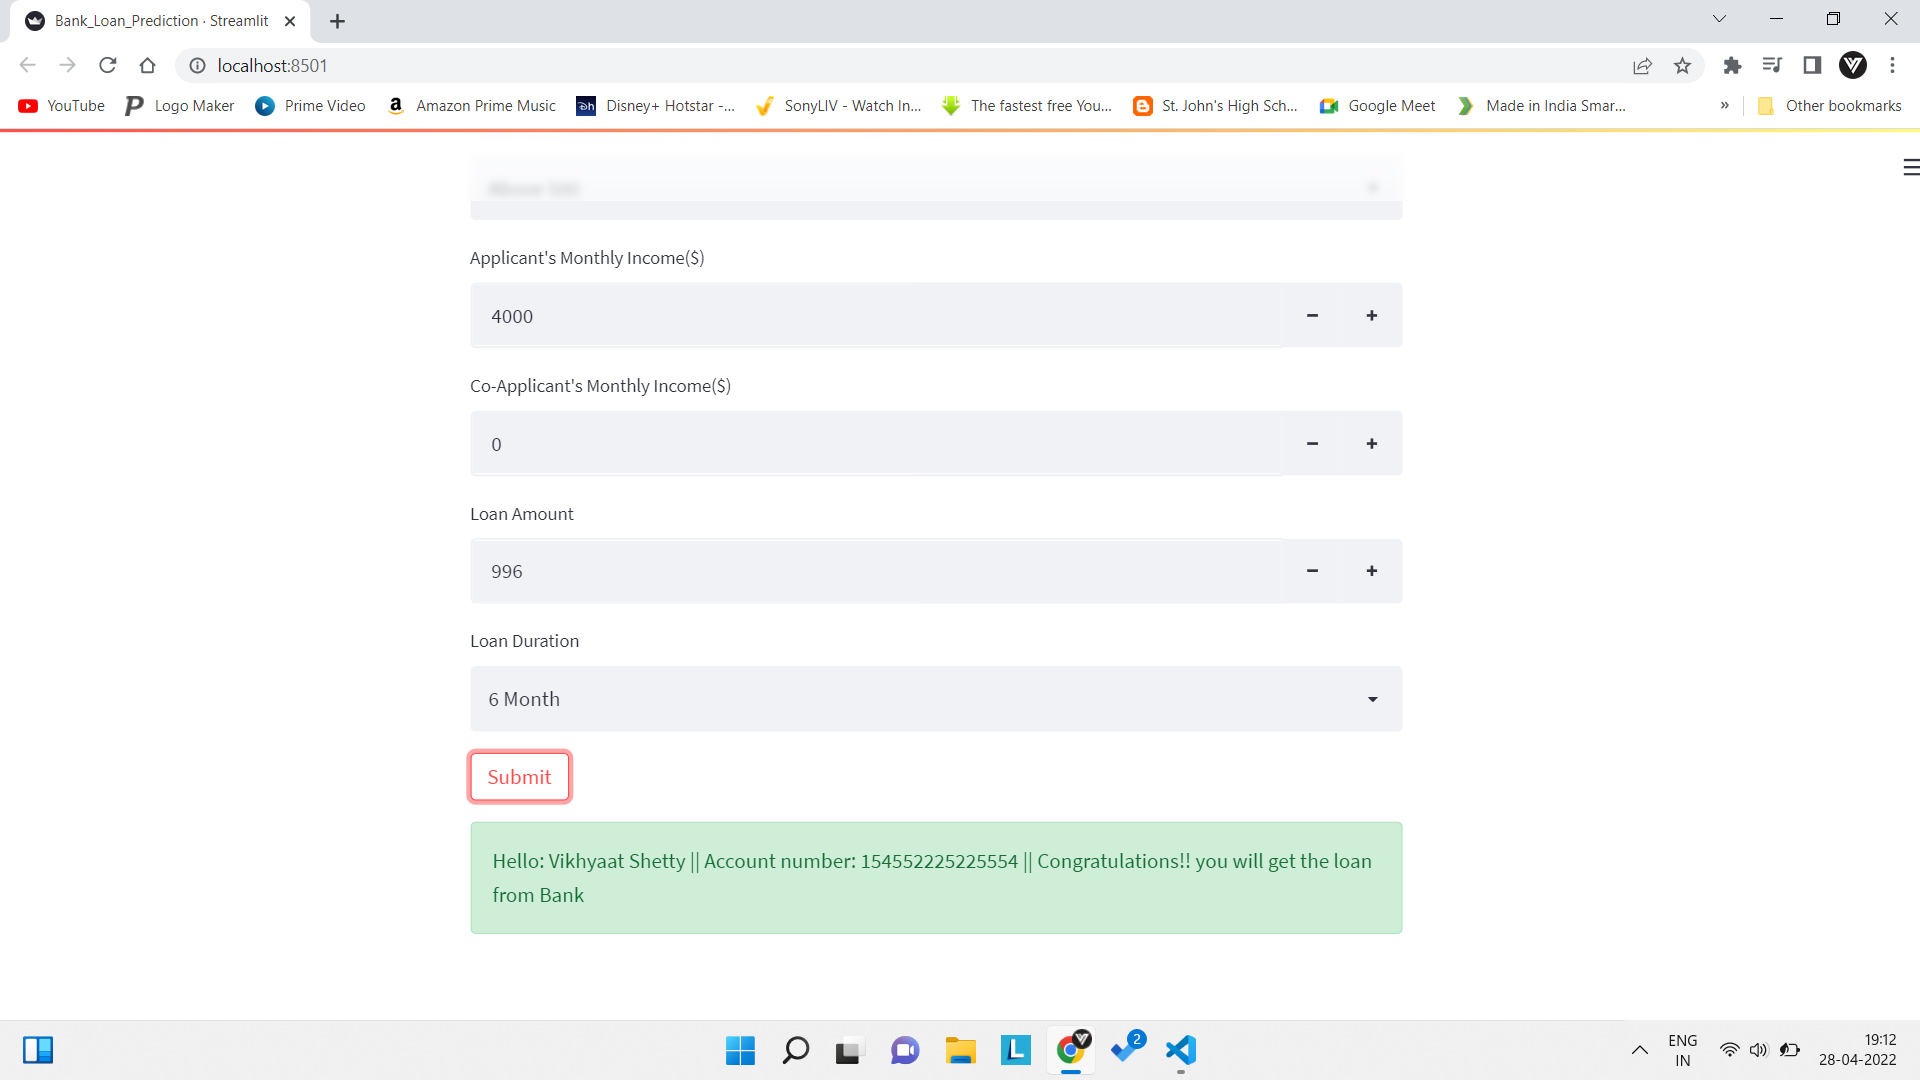 Bank_Loan_Prediction · Streamlit
localhost:8501
YouTube
Logo Maker
Prime Video
Amazon Prime Music
Disney+ Hotstar -...
SonyLIV - Watch In...
The fastest free You...
St. John's High Sch...
Google Meet
Made in India Smar...
»
Other bookmarks
Applicant's Monthly Income($)
4000
Co-Applicant's Monthly Income($)
0
Loan Amount
996
Loan Duration
6 Month
Submit
Hello: Vikhyaat Shetty || Account number: 154552225225554 || Congratulations!! you will get the loan
from Bank
2
ENG
IN
19:12
28-04-2022